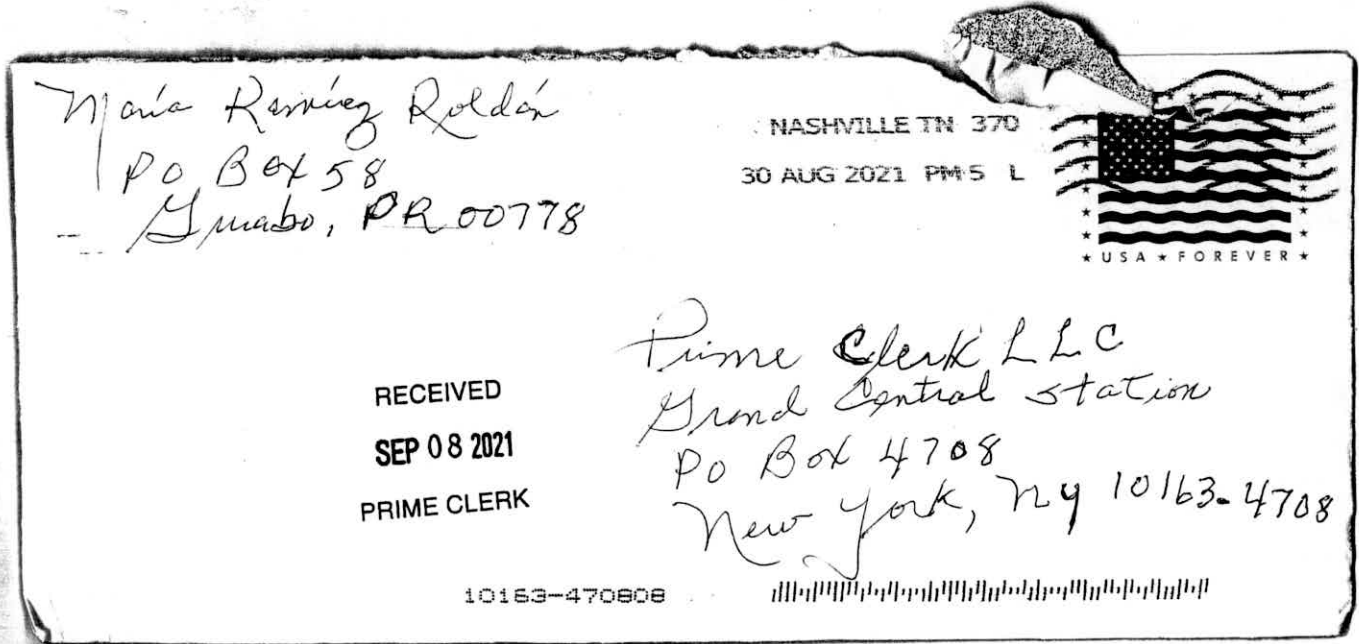 María Ramírez Roldán
PO BOX 58
Gurabo, PR 00778
NASHVILLE TN 370
30 AUG 2021 PM 5 L
★ USA ★ FOREVER ★
Prime Clerk LLC
Grand Central Station
PO Box 4708
New York, NY 10163-4708
RECEIVED
SEP 08 2021
PRIME CLERK
10163-470808